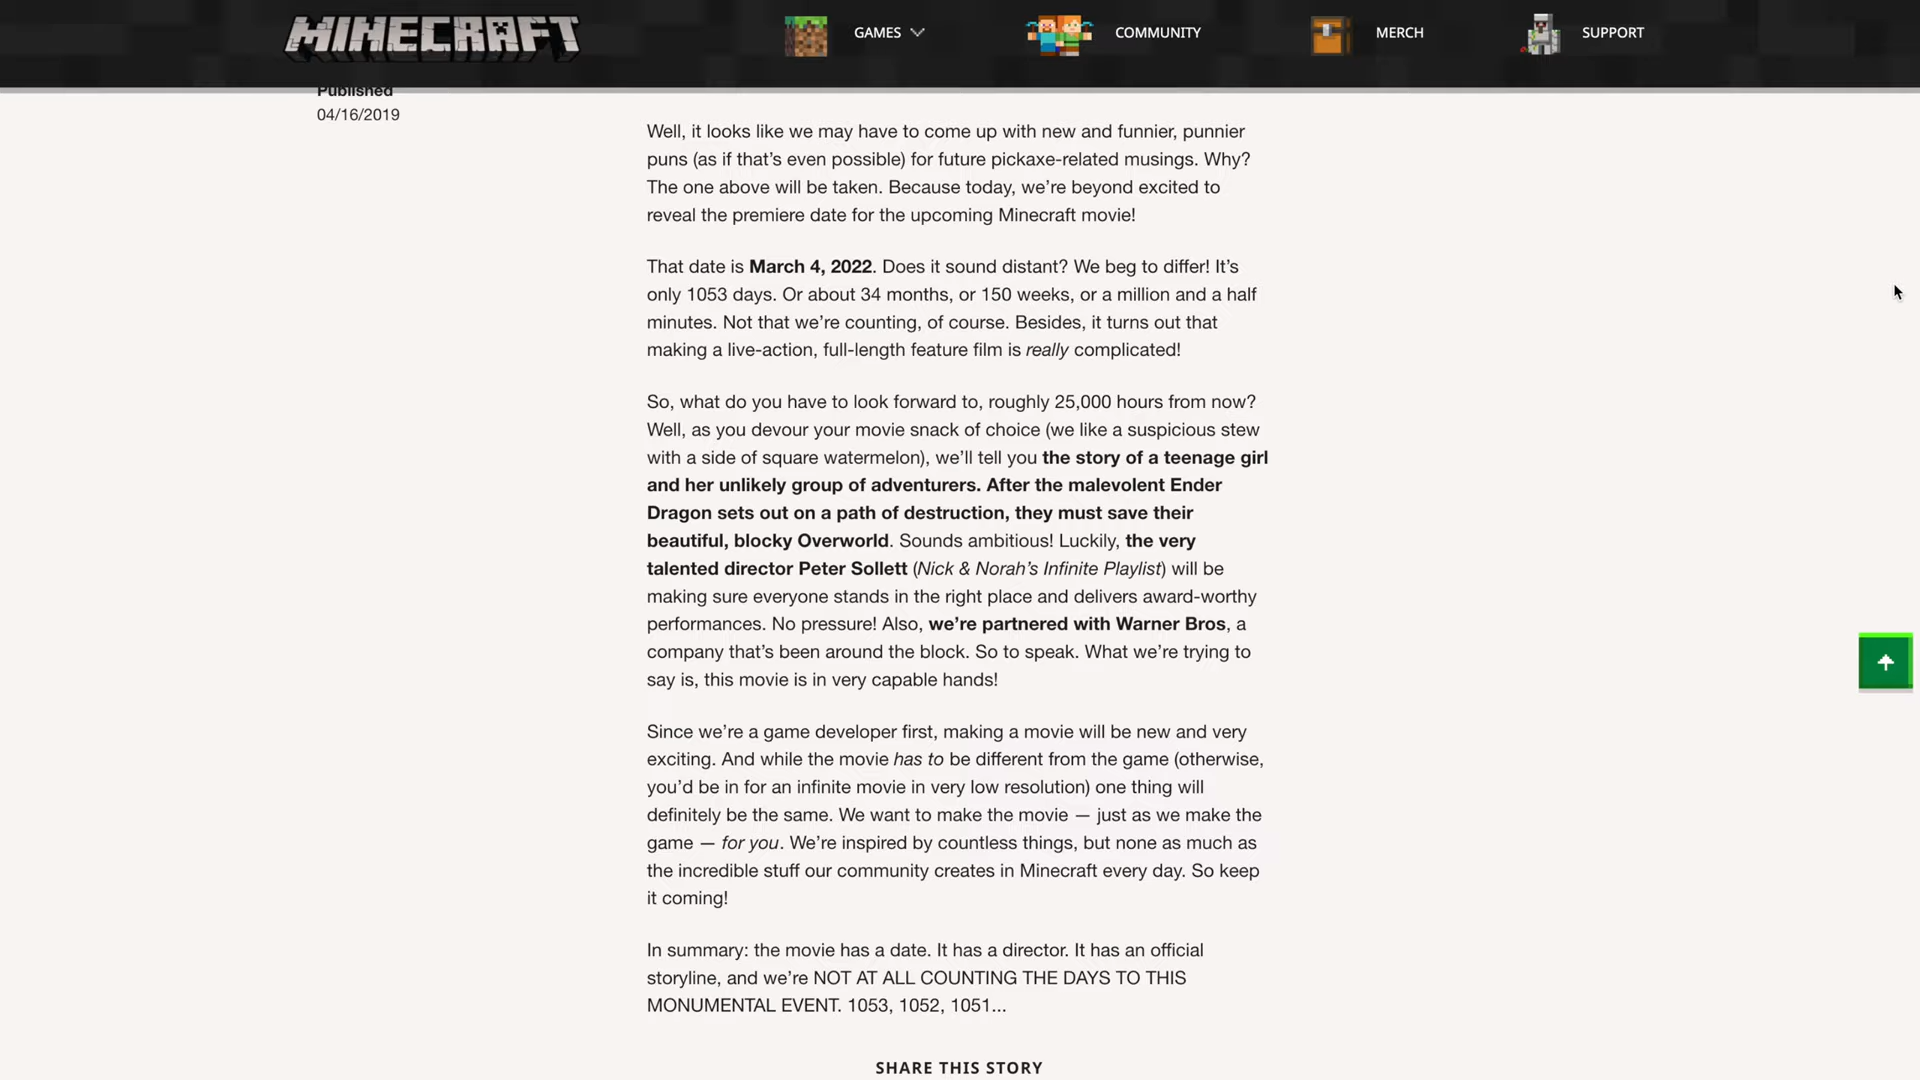 MINECRAFT
GAMES
COMMUNITY
MERCH
SUPPORT
Published
04/16/2019
Well, it looks like we may have to come up with new and funnier, punnier
puns (as if that’s even possible) for future pickaxe-related musings. Why?
The one above will be taken. Because today, we’re beyond excited to
reveal the premiere date for the upcoming Minecraft movie!
That date is March 4, 2022. Does it sound distant? We beg to differ! It’s
only 1053 days. Or about 34 months, or 150 weeks, or a million and a half
minutes. Not that we’re counting, of course. Besides, it turns out that
making a live-action, full-length feature film is really complicated!
So, what do you have to look forward to, roughly 25,000 hours from now?
Well, as you devour your movie snack of choice (we like a suspicious stew
with a side of square watermelon), we’ll tell you the story of a teenage girl
and her unlikely group of adventurers. After the malevolent Ender
Dragon sets out on a path of destruction, they must save their
beautiful, blocky Overworld. Sounds ambitious! Luckily, the very
talented director Peter Sollett (Nick & Norah’s Infinite Playlist) will be
making sure everyone stands in the right place and delivers award-worthy
performances. No pressure! Also, we’re partnered with Warner Bros, a
company that’s been around the block. So to speak. What we’re trying to
say is, this movie is in very capable hands!
Since we’re a game developer first, making a movie will be new and very
exciting. And while the movie has to be different from the game (otherwise,
you’d be in for an infinite movie in very low resolution) one thing will
definitely be the same. We want to make the movie — just as we make the
game — for you. We’re inspired by countless things, but none as much as
the incredible stuff our community creates in Minecraft every day. So keep
it coming!
In summary: the movie has a date. It has a director. It has an official
storyline, and we’re NOT AT ALL COUNTING THE DAYS TO THIS
MONUMENTAL EVENT. 1053, 1052, 1051...
SHARE THIS STORY